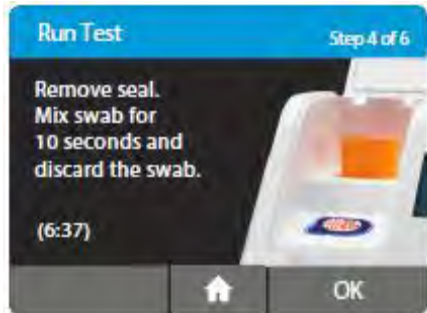 Run Test
Step 4 of 6
Remove seal.
Mix swab for
10 seconds and
discard the swab.
(6:37)
OK